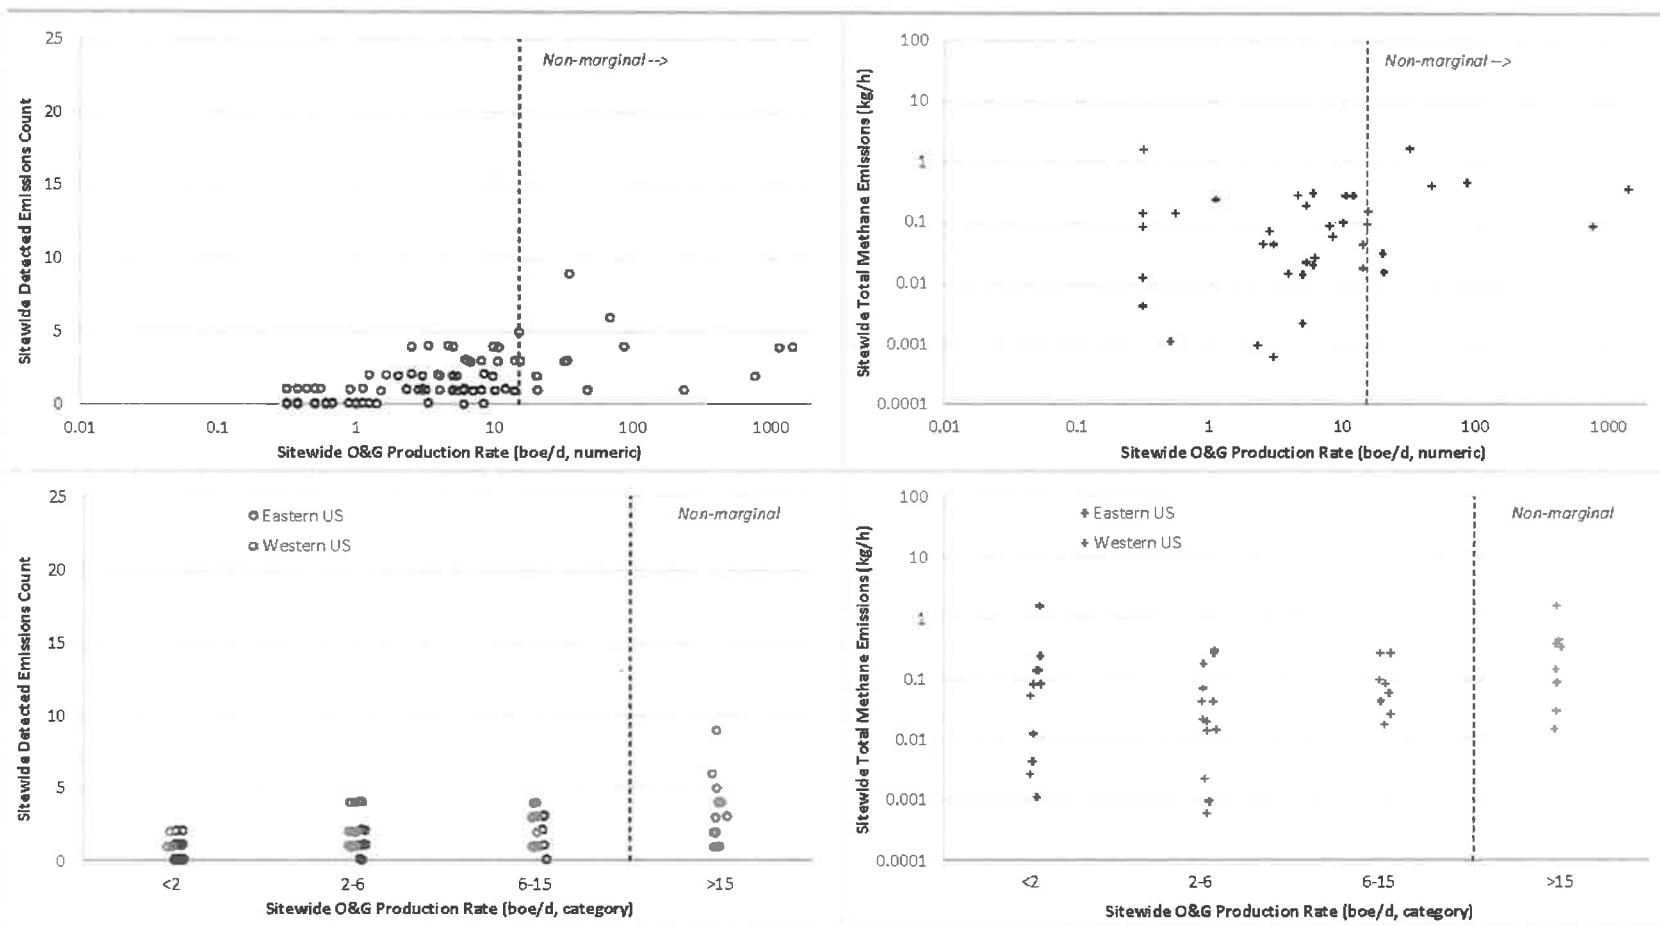 25
20
15
10
5
0
Sitewide Detected Emissions Count
Non-marginal -->
0.01 0.1 1 10 100 1000
Sitewide O&G Production Rate (boe/d, numeric)
100
10
1
0.1
0.01
0.001
0.0001
Sitewide Total Methane Emissions (kg/h)
Non-marginal -->
0.01 0.1 1 10 100 1000
Sitewide O&G Production Rate (boe/d, numeric)
25
20
15
10
5
0
Sitewide Detected Emissions Count
Eastern US
Western US
Non-marginal
<2 2-6 6-15 >15
Sitewide O&G Production Rate (boe/d, category)
100
10
1
0.1
0.01
0.001
0.0001
Sitewide Total Methane Emissions (kg/h)
Eastern US
Western US
Non-marginal
<2 2-6 6-15 >15
Sitewide O&G Production Rate (boe/d, category)